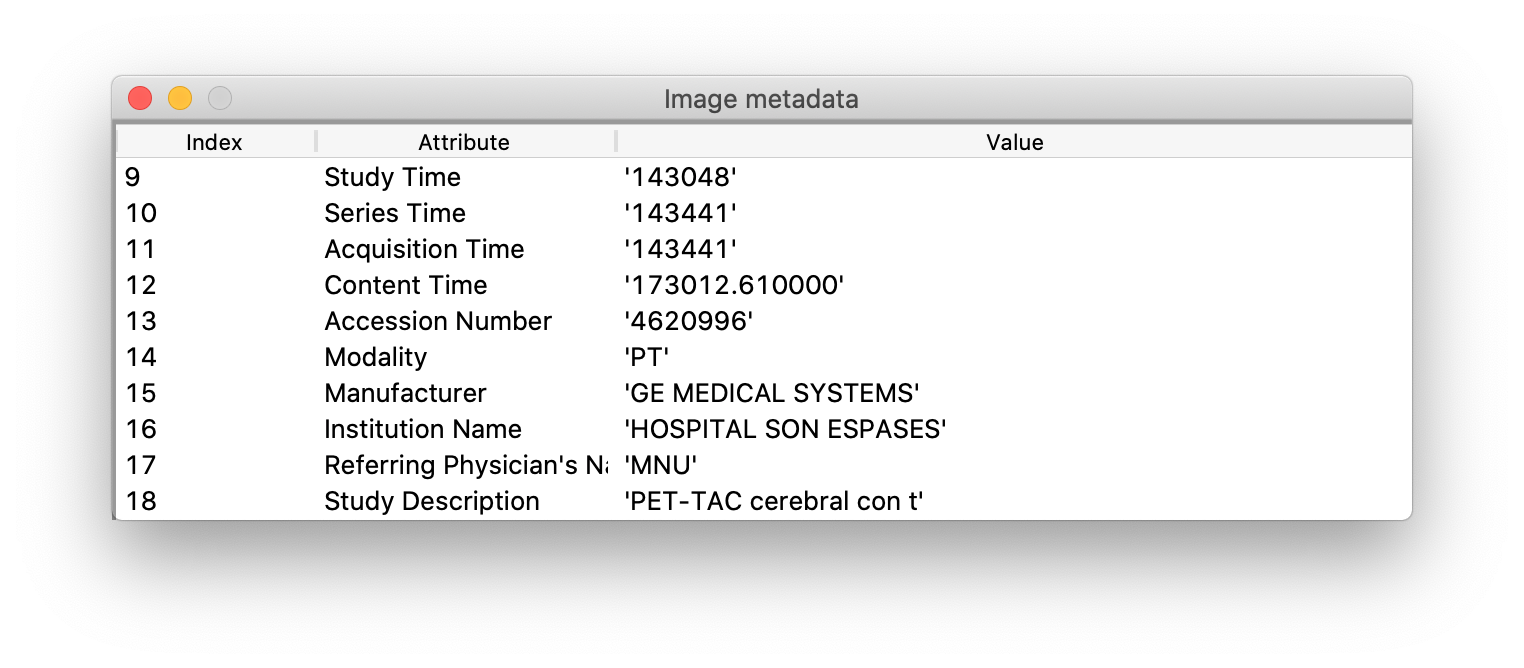 Image metadata
Index Attribute Value
9 Study Time '143048'
10 Series Time '143441'
11 Acquisition Time '143441'
12 Content Time '173012.610000'
13 Accession Number '4620996'
14 Modality 'PT'
15 Manufacturer 'GE MEDICAL SYSTEMS'
16 Institution Name 'HOSPITAL SON ESPASES'
17 Referring Physician's 'MNU'
18 Study Description 'PET-TAC cerebral con t'